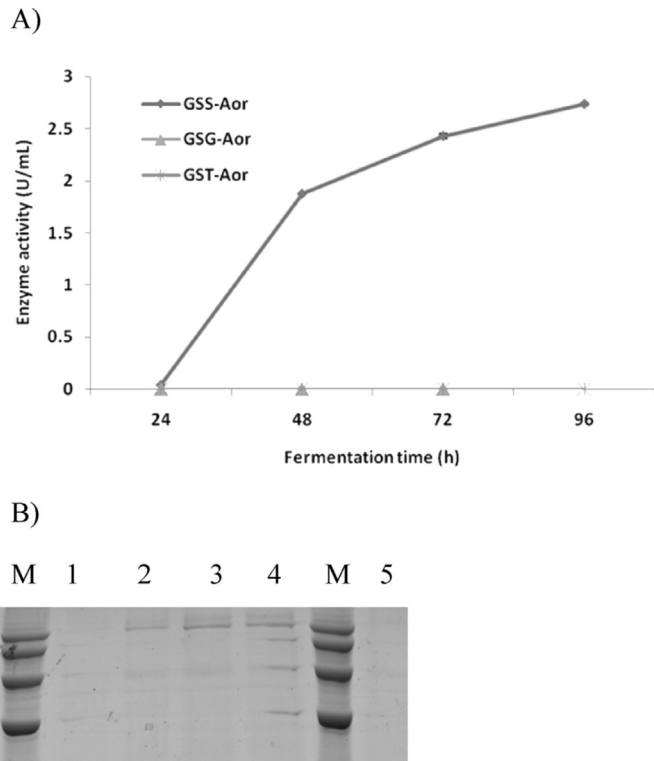 A)
3
2.5
2
1.5
1
0.5
0
Enzyme activity (U/mL)
GSS-Aor
GSG-Aor
GST-Aor
24 48 72 96
Fermentation time (h)
B)
M 1 2 3 4 M 5